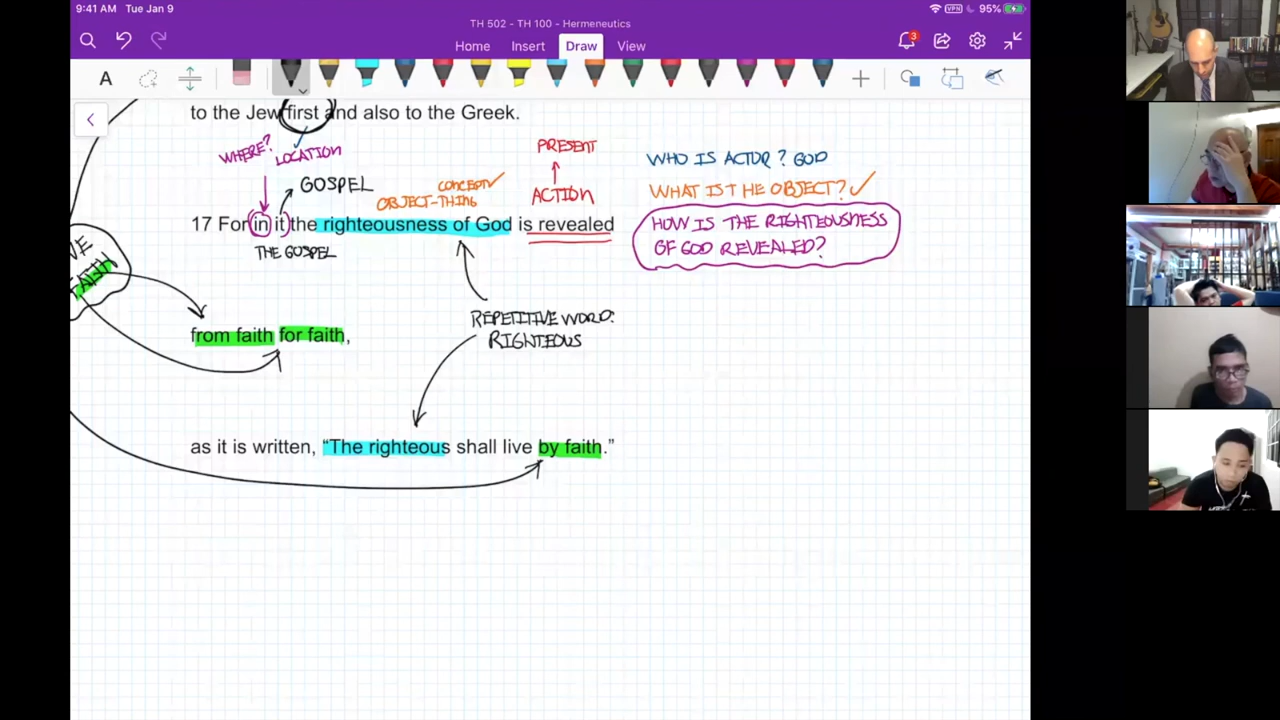 9:41 AM Tue Jan 9
VPN 95%
TH 502 - TH 100 - Hermeneutics
Home Insert Draw View
3
A
to the Jew first and also to the Greek.
PRESENT
WHERE? LOCATION
WHO IS ACTOR? GOD
GOSPEL
CONCEPT
ACTION
WHAT IS THE OBJECT?
OBJECT-THING
17 For in it the righteousness of God is revealed
HOW IS THE RIGHTEOUSNESS
OF GOD REVEALED?
THE GOSPEL
FAITH
REPETITIVE WORD:
RIGHTEOUS
from faith for faith,
as it is written, “The righteous shall live by faith.”